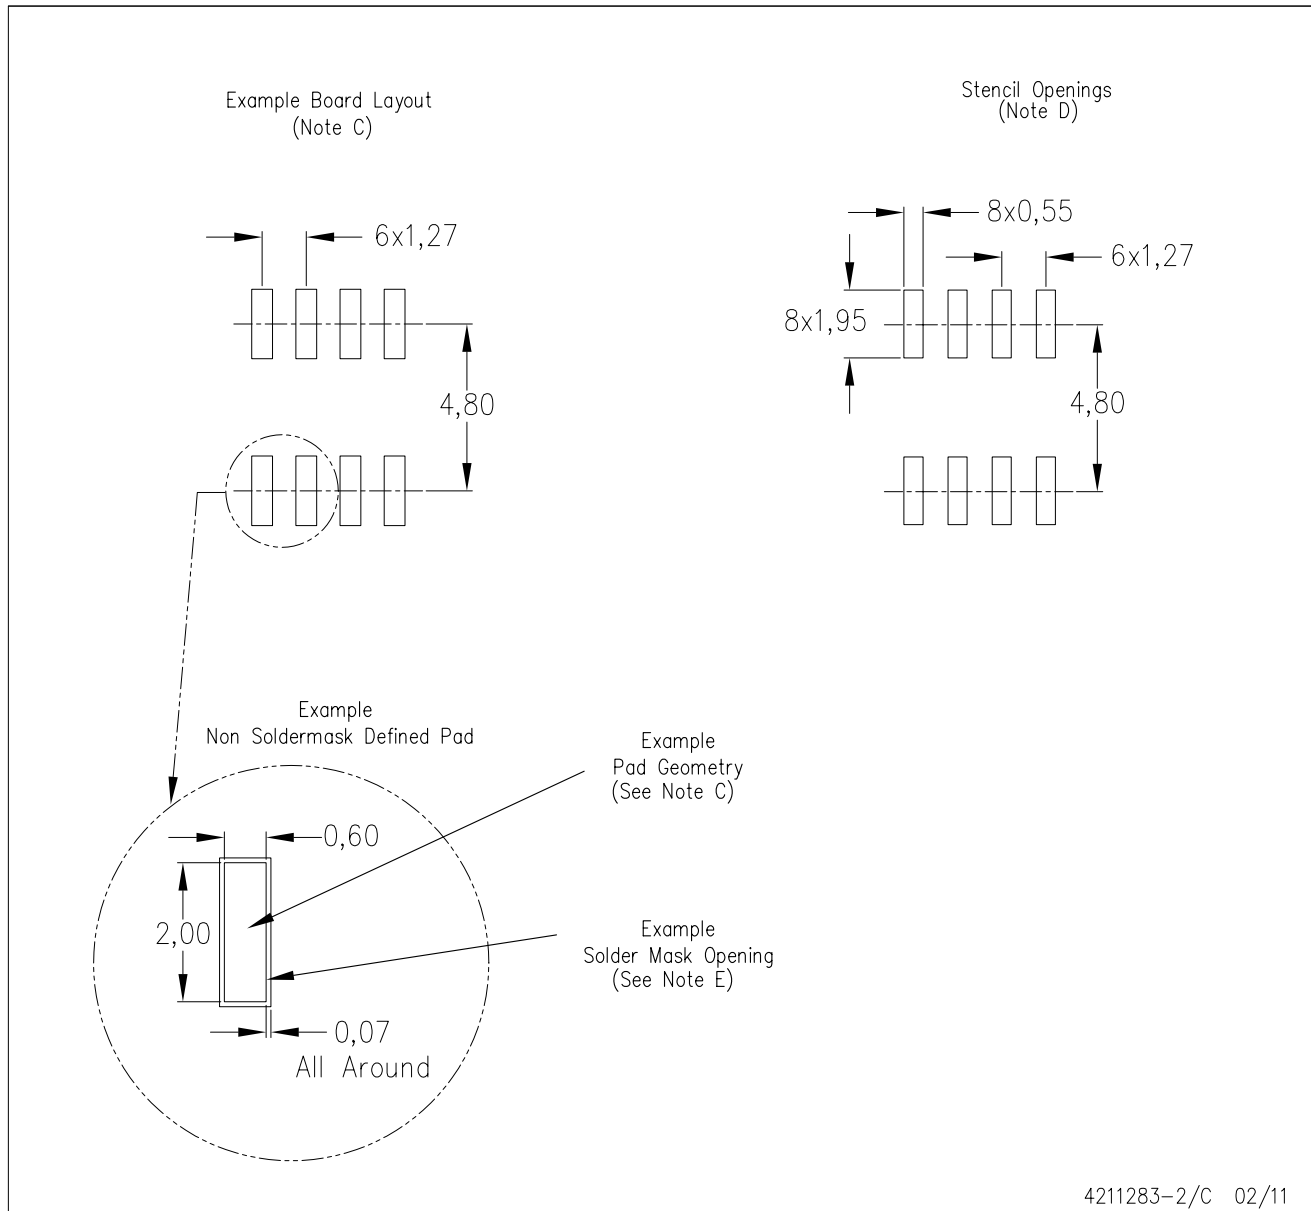 Example Board Layout
(Note C)
Stencil Openings
(Note D)
6x1,27
4,80
8x0,55
6x1,27
8x1,95
4,80
Example
Non Soldermask Defined Pad
Example
Pad Geometry
(See Note C)
0,60
2,00
Example
Solder Mask Opening
(See Note E)
0,07
All Around
4211283-2/C 02/11